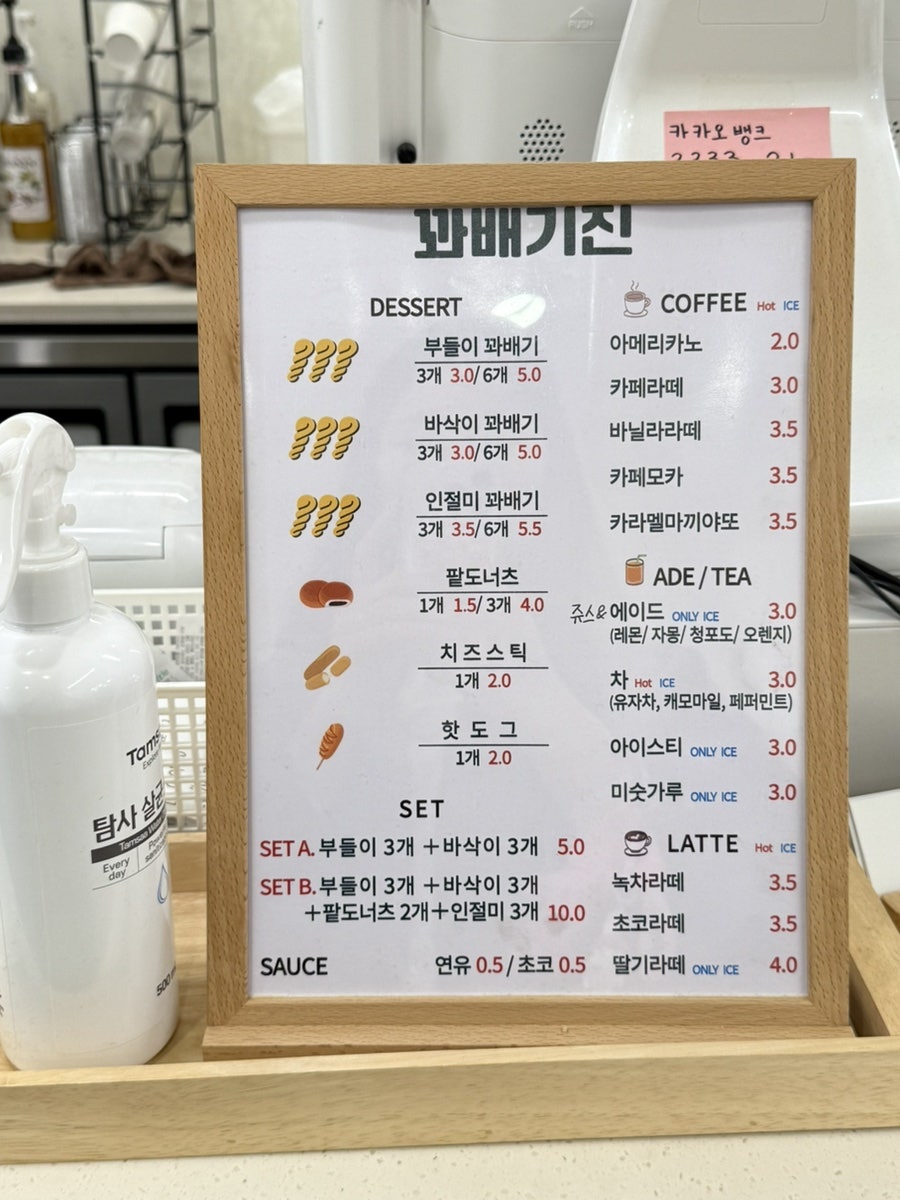 PUSH
카카오뱅크
꽈배기진
DESSERT
부들이 꽈배기
3개 3.0/ 6개 5.0
바삭이 꽈배기
3개 3.0/ 6개 5.0
인절미 꽈배기
3개 3.5/ 6개 5.5
팥도너츠
1개 1.5/ 3개 4.0
치즈스틱
1개 2.0
핫도그
1개 2.0
SET
SET A. 부들이 3개 +바삭이 3개 5.0
SET B. 부들이 3개 +바삭이 3개
+팥도너츠 2개+인절미 3개 10.0
SAUCE 연유 0.5 / 초코 0.5
COFFEE Hot ICE
아메리카노 2.0
카페라떼 3.0
바닐라라떼 3.5
카페모카 3.5
카라멜마끼야또 3.5
ADE / TEA
쥬스& 에이드 ONLY ICE 3.0
(레몬/ 자몽/ 청포도/ 오렌지)
차 Hot ICE 3.0
(유자차, 캐모마일, 페퍼민트)
아이스티 ONLY ICE 3.0
미숫가루 ONLY ICE 3.0
LATTE Hot ICE
녹차라떼 3.5
초코라떼 3.5
딸기라떼 ONLY ICE 4.0
탐사 살균
Every
day
500